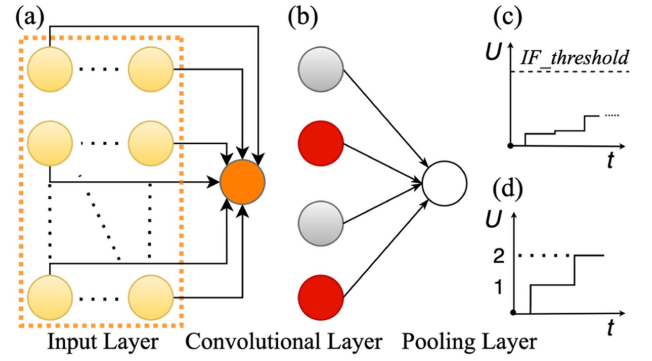 (a)
(b)
(c)
U
IF_threshold
t
(d)
U
2
1
t
Input Layer
Convolutional Layer
Pooling Layer